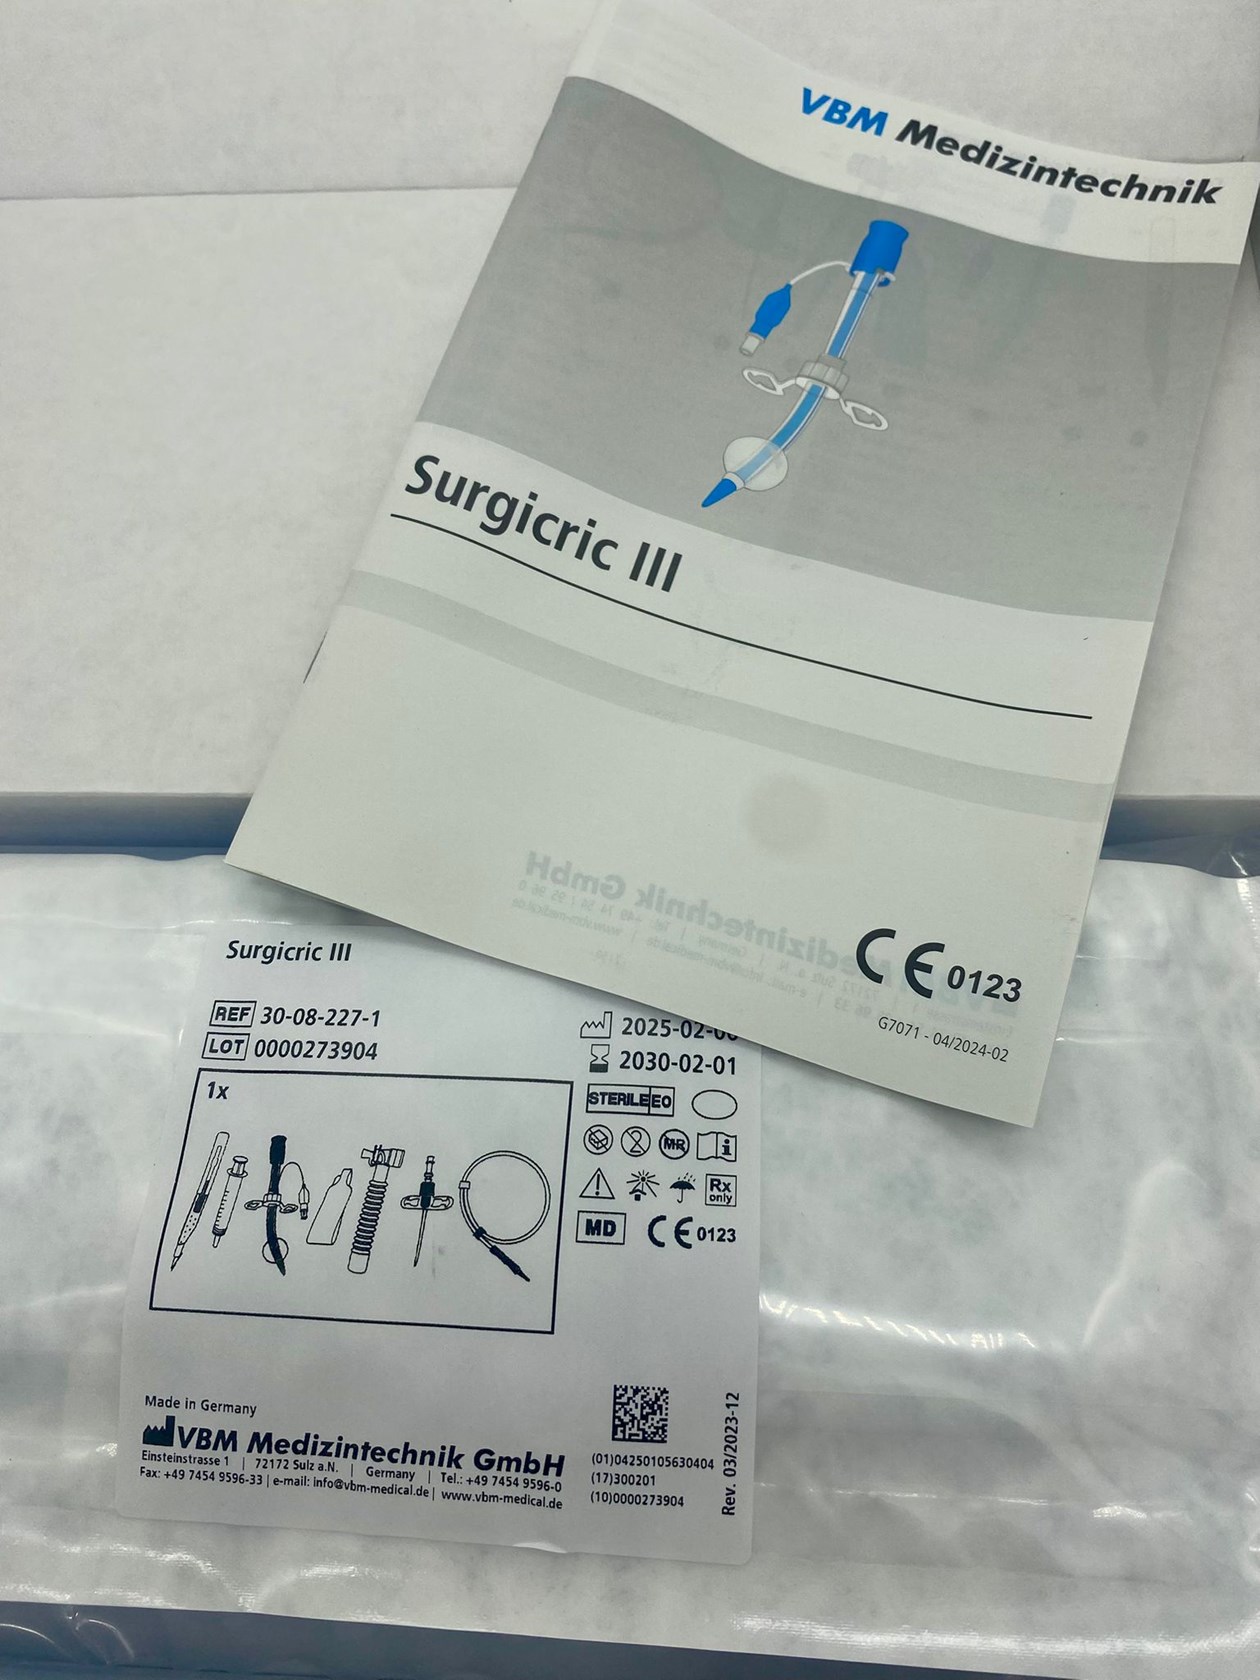 VBM Medizintechnik
Surgicric III
CE 0123
G7071 - 04/2024-02
Surgicric III
REF 30-08-227-1
LOT 0000273904
2025-02-
2030-02-01
STERILE EO
2
MR
i
Rx only
MD
CE 0123
1x
Made in Germany
VBM Medizintechnik GmbH
Einsteinstrasse 1 | 72172 Sulz a.N. | Germany | Tel.: +49 7454 9596-0
Fax: +49 7454 9596-33 | e-mail: info@vbm-medical.de | www.vbm-medical.de
(01)04250105630404
(17)300201
(10)0000273904
Rev. 03/2023-12